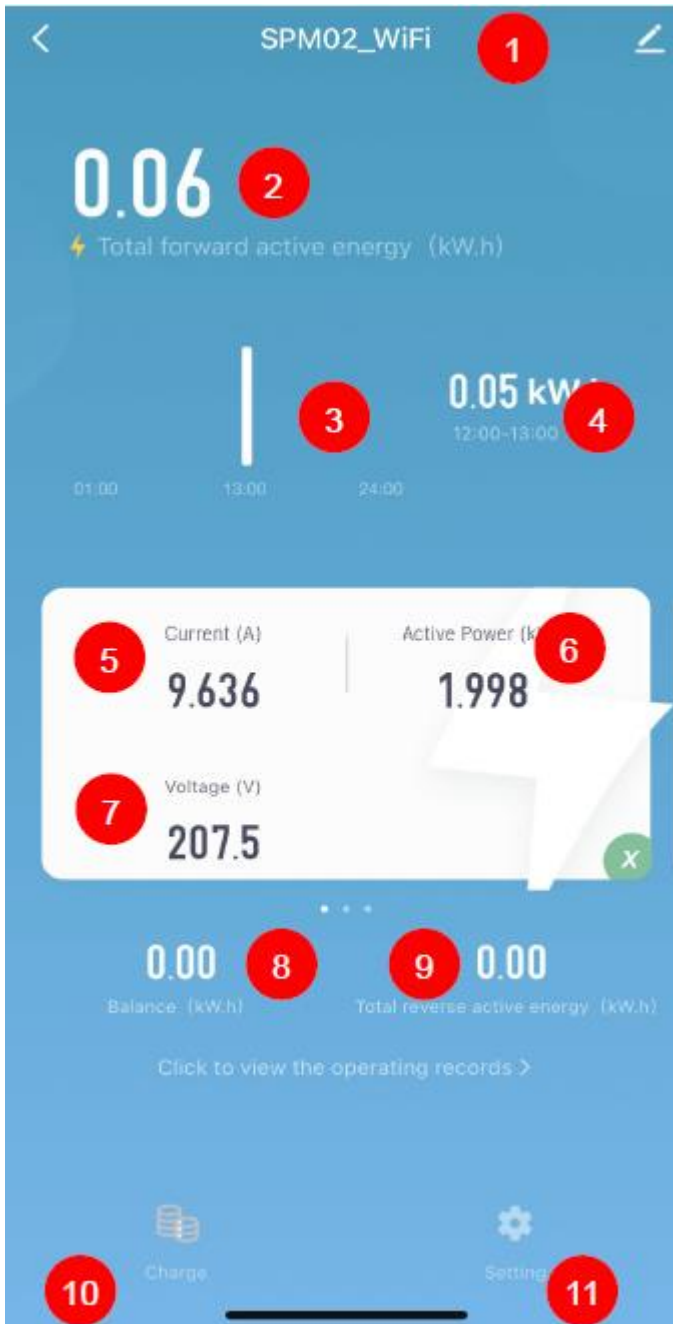 SPM02_WiFi
1
0.06
2
Total forward active energy (kW.h)
3
0.05 kW
4
12:00-13:00
01:00 13:00 24:00
5
Current (A)
Active Power (k
6
9.636
1.998
7
Voltage (V)
207.5
X
0.00
8
9
0.00
Balance (kW.h)
Total reverse active energy (kW.h)
Click to view the operating records >
Charge
Setting
10
11